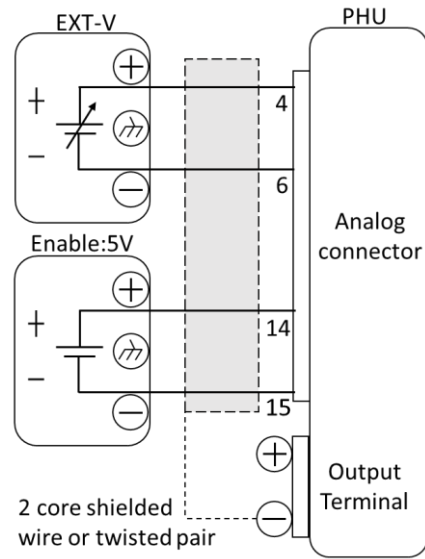 EXT-V
PHU
+
+
4
−
6
−
Analog
connector
Enable:5V
+
+
14
−
15
−
+
Output
Terminal
−
2 core shielded
wire or twisted pair